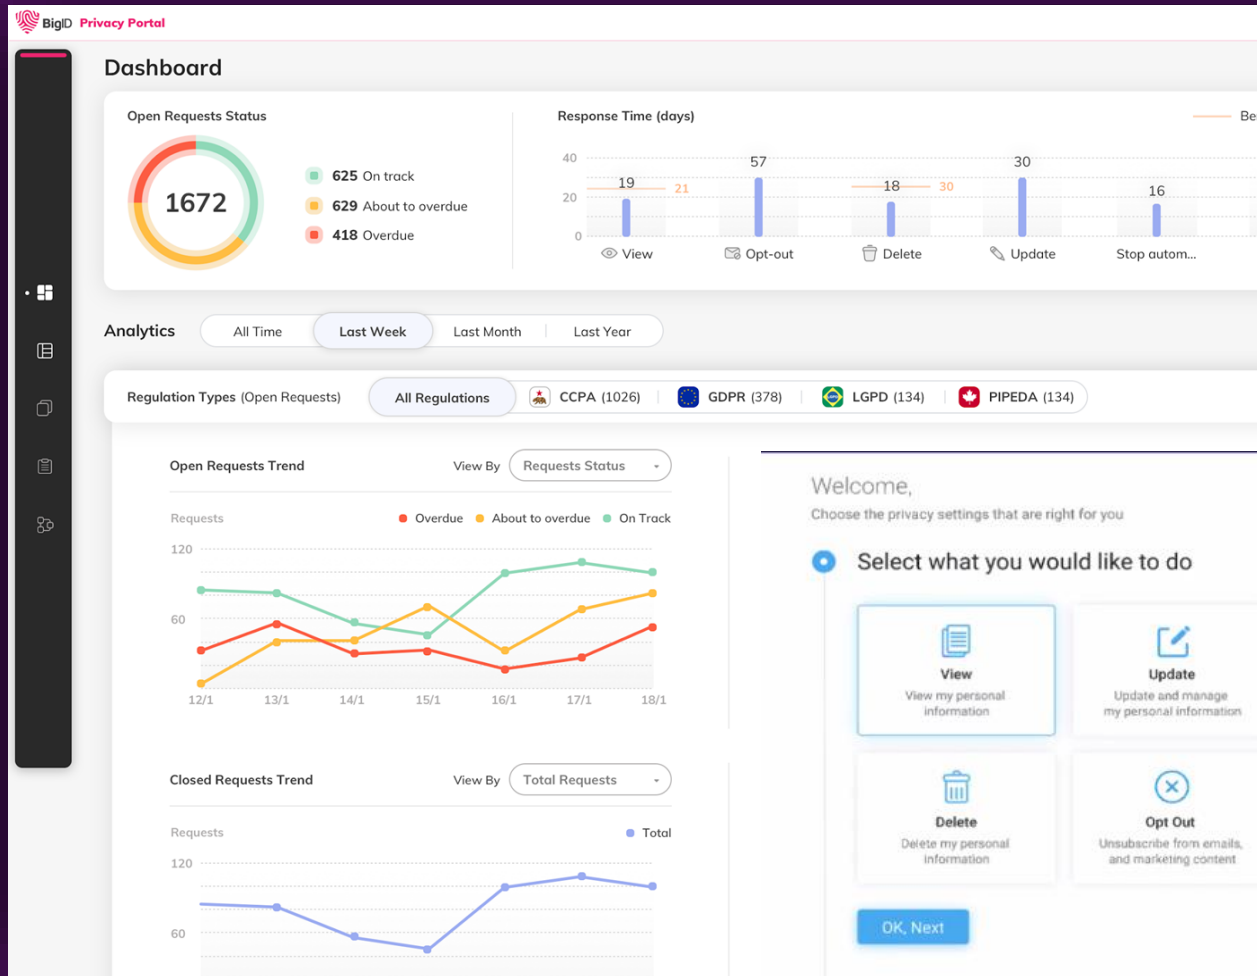 BigID Privacy Portal
Dashboard
Open Requests Status
1672
625 On track
629 About to overdue
418 Overdue
Response Time (days)
Be
40
20
0
19
21
57
18
30
30
16
View
Opt-out
Delete
Update
Stop autom...
Analytics
All Time
Last Week
Last Month
Last Year
Regulation Types (Open Requests)
All Regulations
CCPA (1026)
GDPR (378)
LGPD (134)
PIPEDA (134)
Open Requests Trend
View By
Requests Status
Requests
Overdue
About to overdue
On Track
120
60
12/1
13/1
14/1
15/1
16/1
17/1
18/1
Closed Requests Trend
View By
Total Requests
Requests
Total
120
60
Welcome,
Choose the privacy settings that are right for you
Select what you would like to do
View
View my personal
information
Update
Update and manage
my personal information
Delete
Delete my personal
information
Opt Out
Unsubscribe from emails,
and marketing content
OK, Next